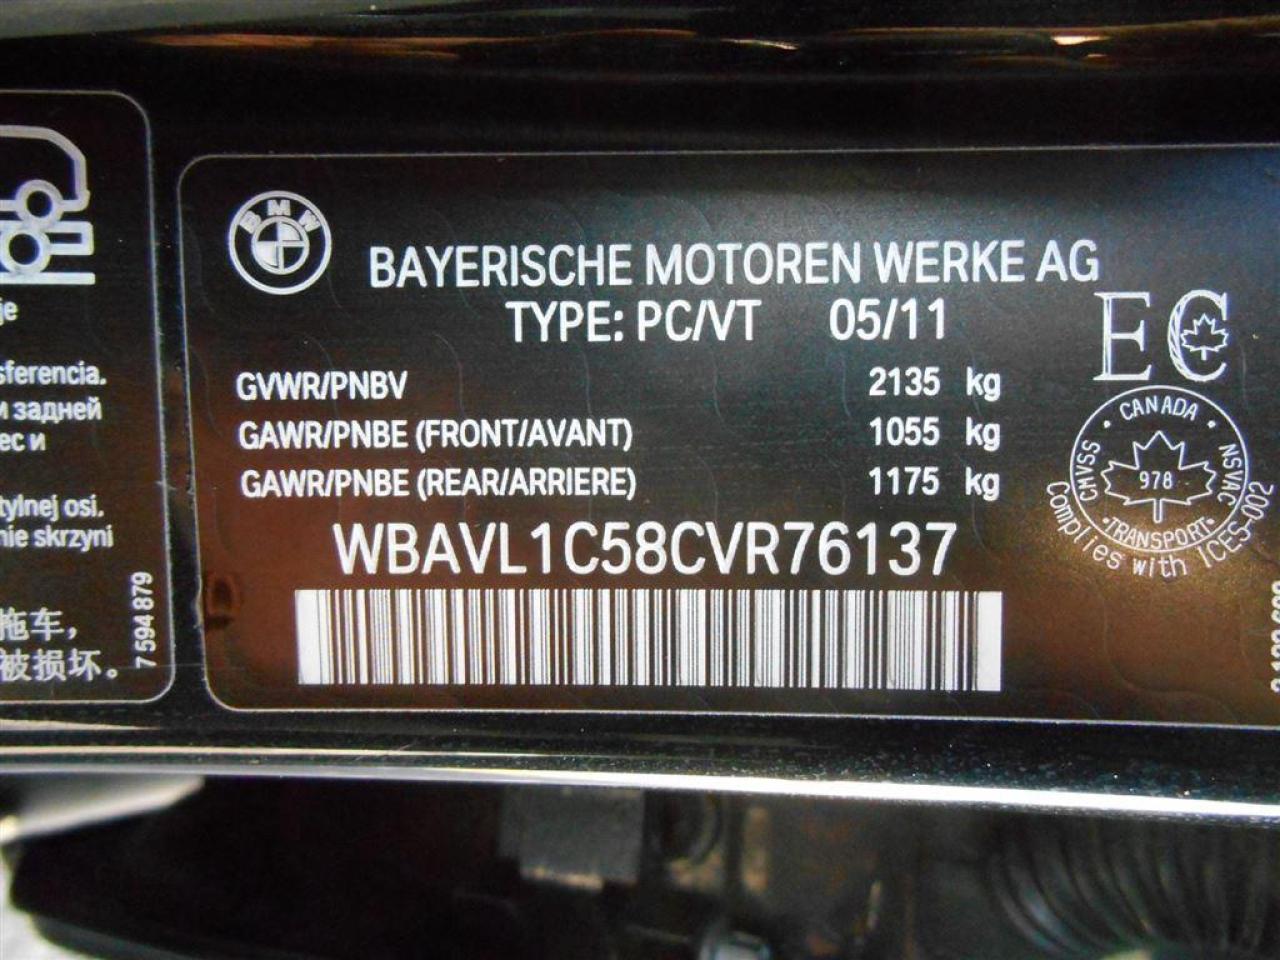 BMW
BAYERISCHE MOTOREN WERKE AG
TYPE: PC/VT 05/11
GVWR/PNBV 2135 kg
GAWR/PNBE (FRONT/AVANT) 1055 kg
GAWR/PNBE (REAR/ARRIERE) 1175 kg
WBAVL1C58CVR76137
EC
CANADA
CMVSS · NSVAC
978
TRANSPORT
Complies with ICES-002
sferencia.
задней
ес и
tylnej osi.
nie skrzyni
拖车，
被损坏。
7 594 879